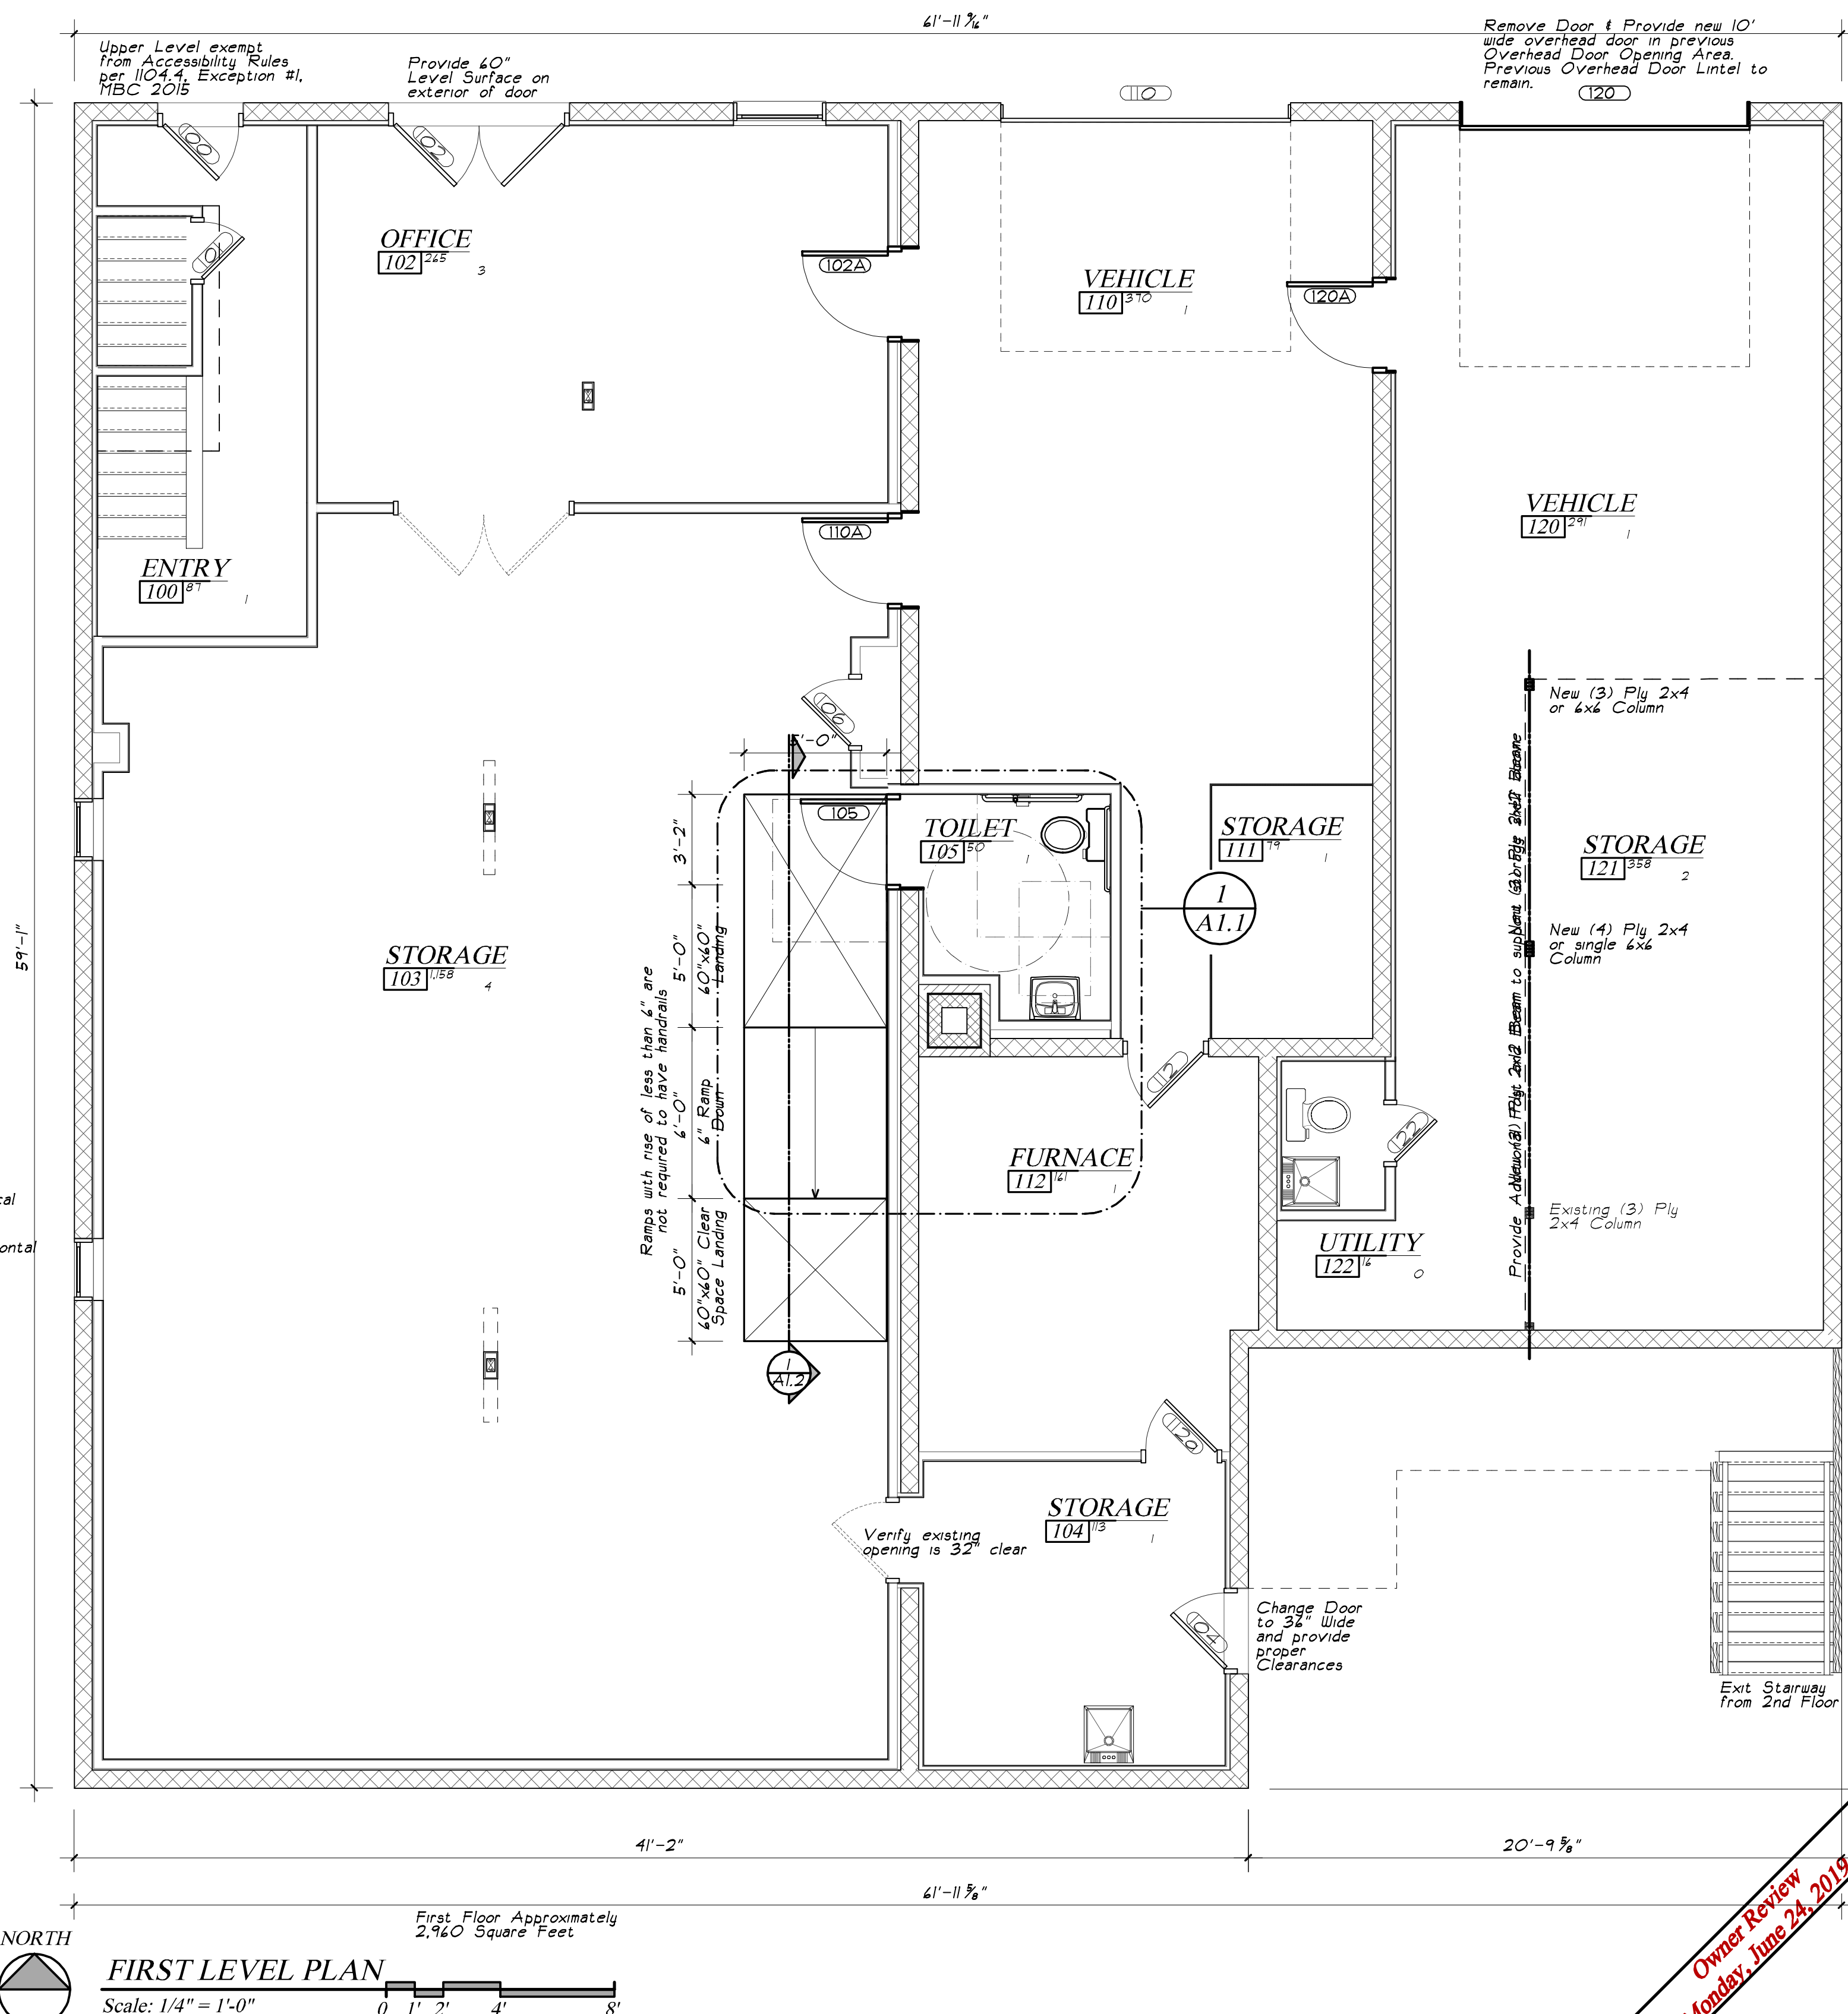 61'-11 9/16"
Upper Level exempt
from Accessibility Rules
per 1104.4, Exception #1,
MBC 2015
Provide 60"
Level Surface on
exterior of door
Remove Door & Provide new 10'
wide overhead door in previous
Overhead Door Opening Area.
Previous Overhead Door Lintel to
remain.
110
120
100
102
101
OFFICE
102 265
3
102A
VEHICLE
110 370
1
120A
VEHICLE
120 291
1
110A
ENTRY
100 87
1
106
5'-0"
New (3) Ply 2x4
or 6x6 Column
105
TOILET
105 50
1
STORAGE
111 79
1
STORAGE
121 358
2
3'-2"
1
A1.1
New (4) Ply 2x4
or single 6x6
Column
59'-1"
STORAGE
103 1,158
4
5'-0"
60"x60"
Landing
Ramps with rise of less than 6" are
not required to have handrails
6'-0"
6" Ramp
Down
112
122
FURNACE
112 161
1
Existing (3) Ply
2x4 Column
UTILITY
122 16
0
5'-0"
60"x60" Clear
Space Landing
1
A1.2
112a
STORAGE
104 113
1
Verify existing
opening is 32" clear
104
Change Door
to 36" Wide
and provide
proper
Clearances
Exit Stairway
from 2nd Floor
41'-2"
20'-9 5/8"
61'-11 5/8"
First Floor Approximately
2,960 Square Feet
NORTH
FIRST LEVEL PLAN
Scale: 1/4" = 1'-0"
0 1' 2' 4' 8'
Owner Review
Monday, June 24, 2019